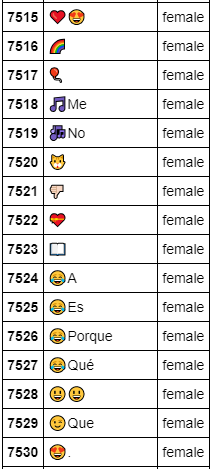 7515 ❤️😍 female
7516 🌈 female
7517 🎈 female
7518 🎵Me female
7519 🎶No female
7520 🐱 female
7521 👎🏻 female
7522 💝 female
7523 📖 female
7524 😂A female
7525 😂Es female
7526 😂Porque female
7527 😂Qué female
7528 😃😃 female
7529 😉Que female
7530 😍. female